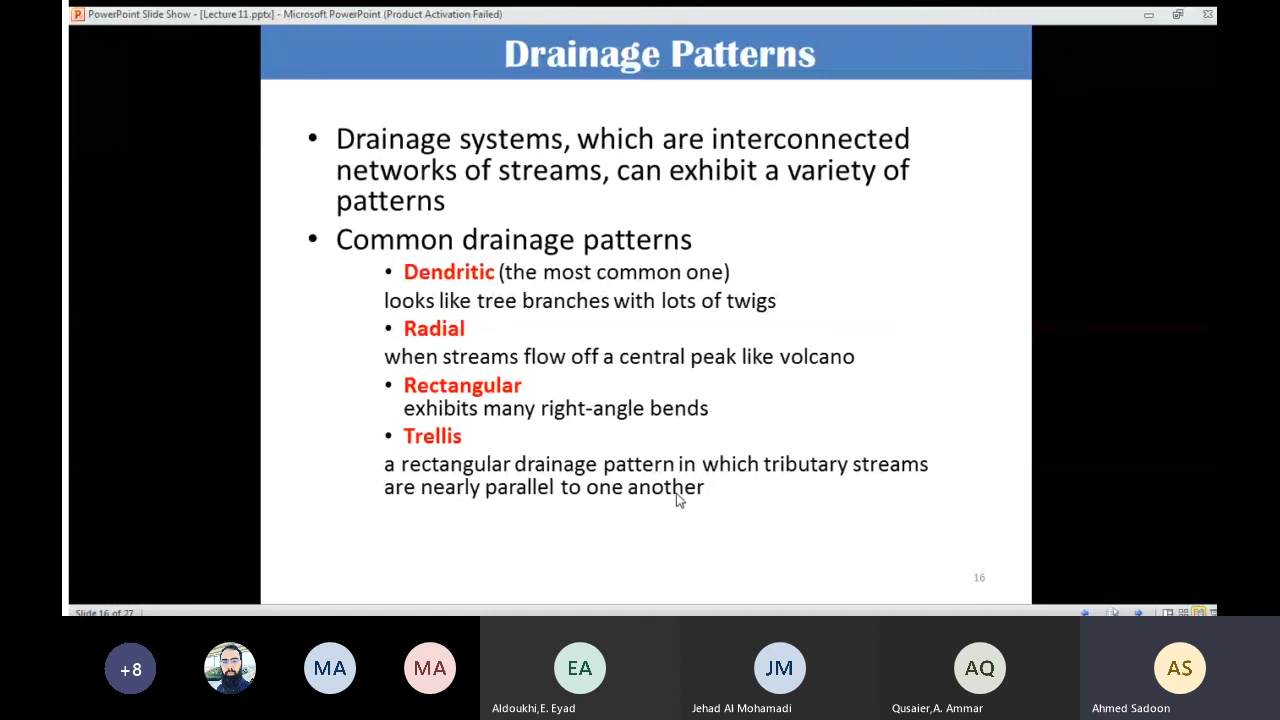 PowerPoint Slide Show - [Lecture 11.pptx] - Microsoft PowerPoint (Product Activation Failed)
Drainage Patterns
• Drainage systems, which are interconnected
networks of streams, can exhibit a variety of
patterns
• Common drainage patterns
• Dendritic (the most common one)
looks like tree branches with lots of twigs
• Radial
when streams flow off a central peak like volcano
• Rectangular
exhibits many right-angle bends
• Trellis
a rectangular drainage pattern in which tributary streams
are nearly parallel to one another
16
Slide 16 of 27
+8
MA
MA
EA
JM
AQ
AS
Aldoukhi,E. Eyad
Jehad Al Mohamadi
Qusaier,A. Ammar
Ahmed Sadoon